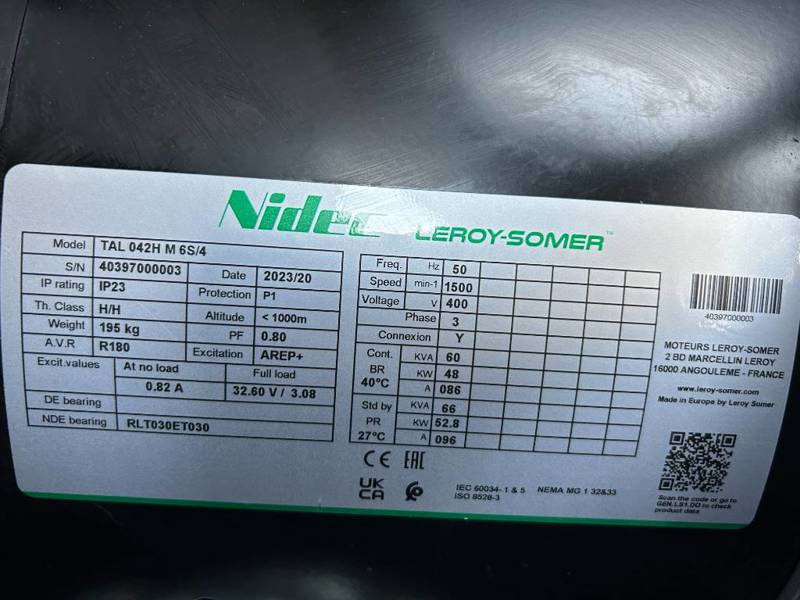 Nidec LEROY-SOMER™
Model TAL 042H M 6S/4
S/N 40397000003 Date 2023/20
IP rating IP23 Protection P1
Th. Class H/H Altitude < 1000m
Weight 195 kg PF 0.80
A.V.R R180 Excitation AREP+
Excit.values At no load Full load
0.82 A 32.60 V / 3.08
DE bearing
NDE bearing RLT030ET030
Freq. Hz 50
Speed min-1 1500
Voltage V 400
Phase 3
Connexion Y
Cont. KVA 60
BR KW 48
40°C A 086
Std by KVA 66
PR KW 52.8
27°C A 096
CE EAC
UK
CA
IEC 60034- 1 & 5 NEMA MG 1 32&33
ISO 8528-3
40397000003
MOTEURS LEROY-SOMER
2 BD MARCELLIN LEROY
16000 ANGOULEME - FRANCE
www.leroy-somer.com
Made in Europe by Leroy Somer
Scan the code or go to
GEN.LS1.DO to check
product data